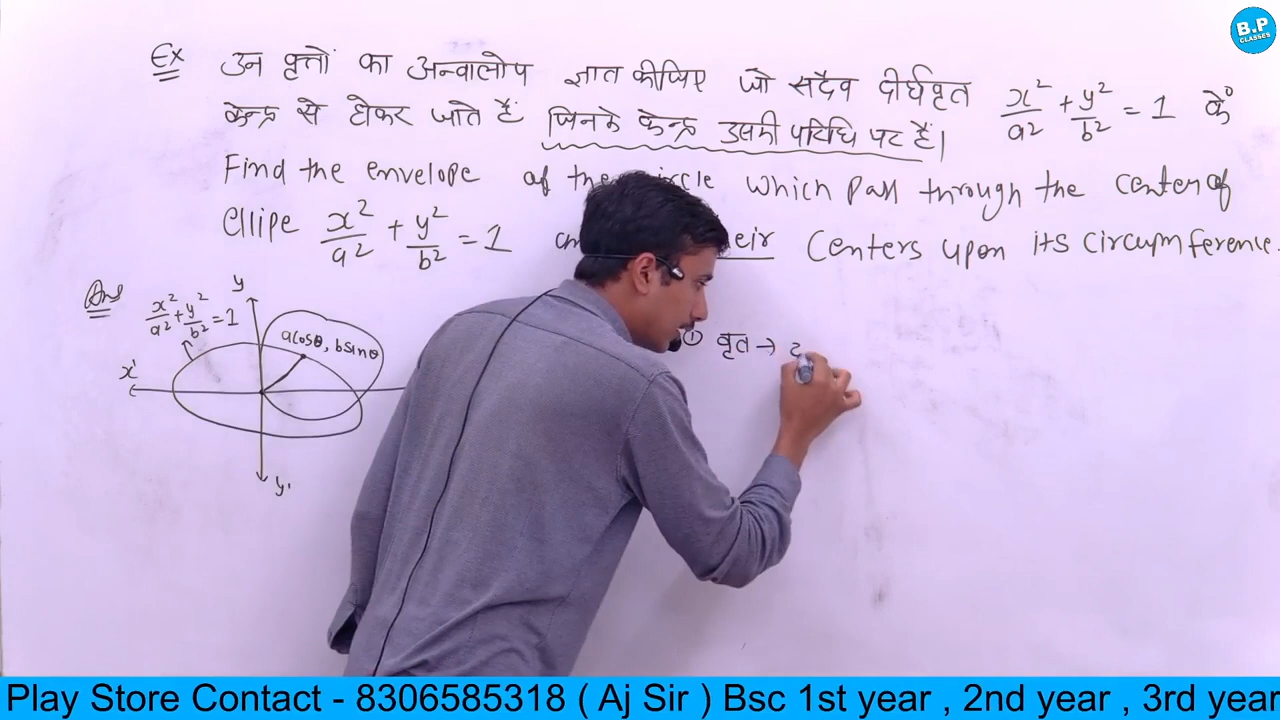 B.P
CLASSES
Ex उन वृत्तों का अन्वालोप ज्ञात कीजिए जो सदैव दीर्घवृत x²/a² + y²/b² = 1 के
केन्द्र से होकर जाते हैं जिनके केन्द्र उसकी परिधि पर हैं।
Find the envelope of the circle which pass through the center of
ellipe x²/a² + y²/b² = 1 their centers upon its circumference.
Ans
x²/a² + y²/b² = 1
y
acosθ, bsinθ
x'
y'
① वृत →
Play Store Contact - 8306585318 ( Aj Sir ) Bsc 1st year , 2nd year , 3rd year